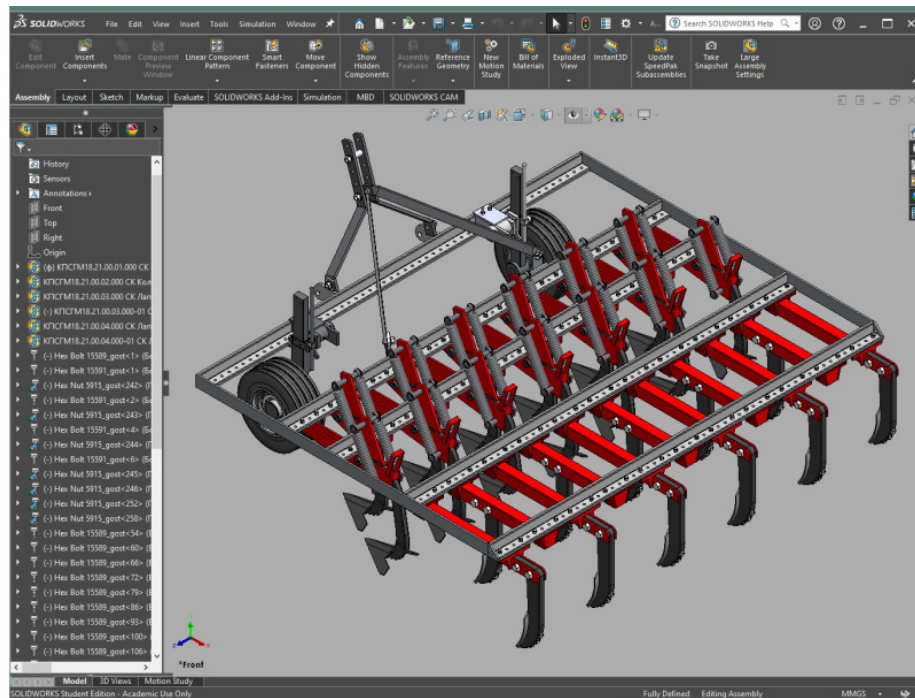 SOLIDWORKS File Edit View Insert Tools Simulation Window A... Search SOLIDWORKS Help
Edit Component
Insert Components
Mate
Component Preview Window
Linear Component Pattern
Smart Fasteners
Move Component
Show Hidden Components
Assembly Features
Reference Geometry
New Motion Study
Bill of Materials
Exploded View
Instant3D
Update SpeedPak Subassemblies
Take Snapshot
Large Assembly Settings
Assembly Layout Sketch Markup Evaluate SOLIDWORKS Add-Ins Simulation MBD SOLIDWORKS CAM
History
Sensors
Annotations
Front
Top
Right
Origin
(ф) КПСГМ18.21.00.01.000 СК
КПСГМ18.21.00.02.000 СК Кол
КПСГМ18.21.00.03.000 СК Лап
(-) КПСГМ18.21.00.03.000-01 С
КПСГМ18.21.00.04.000 СК Лап
КПСГМ18.21.00.04.000-01 СК
(-) Hex Bolt 15589_gost<1> (Бо
(-) Hex Bolt 15591_gost<1> (Бо
(-) Hex Nut 5915_gost<242> (Г
(-) Hex Bolt 15591_gost<2> (Бо
(-) Hex Nut 5915_gost<243> (Г
(-) Hex Bolt 15591_gost<4> (Бо
(-) Hex Nut 5915_gost<244> (Г
(-) Hex Bolt 15591_gost<6> (Бо
(-) Hex Nut 5915_gost<245> (Г
(-) Hex Nut 5915_gost<246> (Г
(-) Hex Nut 5915_gost<252> (Г
(-) Hex Nut 5915_gost<258> (Г
(-) Hex Bolt 15589_gost<54> (Б
(-) Hex Bolt 15589_gost<60> (Б
(-) Hex Bolt 15589_gost<66> (Б
(-) Hex Bolt 15589_gost<72> (Б
(-) Hex Bolt 15589_gost<79> (Б
(-) Hex Bolt 15589_gost<86> (Б
(-) Hex Bolt 15589_gost<93> (Б
(-) Hex Bolt 15589_gost<100>
(-) Hex Bolt 15589_gost<106>
*Front
Model 3D Views Motion Study
SOLIDWORKS Student Edition - Academic Use Only Fully Defined Editing Assembly MMGS